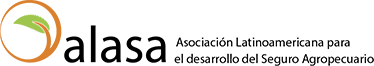 alasa
Asociación Latinoamericana para
el desarrollo del Seguro Agropecuario